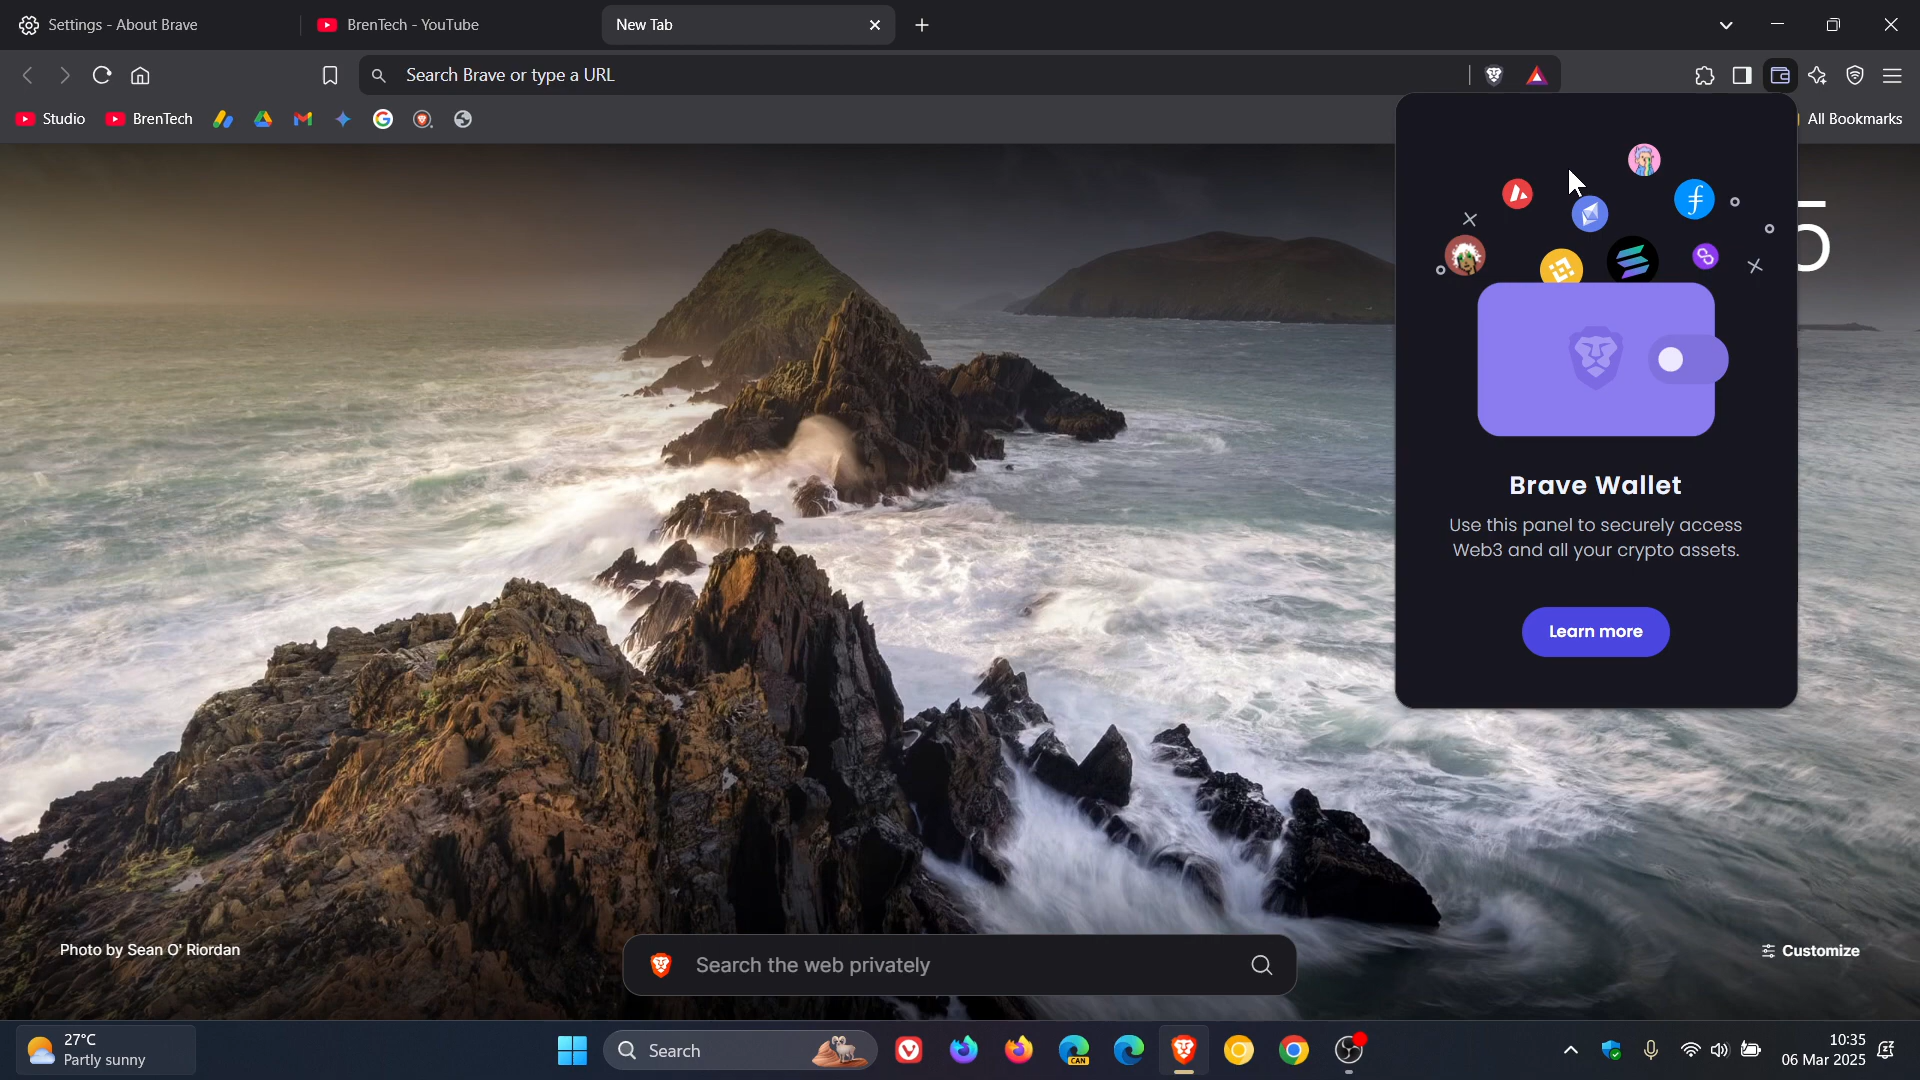 Settings - About Brave
BrenTech - YouTube
New Tab
Search Brave or type a URL
Studio
BrenTech
All Bookmarks
5
Brave Wallet
Use this panel to securely access
Web3 and all your crypto assets.
Learn more
Photo by Sean O' Riordan
Search the web privately
Customize
27°C
Partly sunny
Search
CAN
10:35
06 Mar 2025